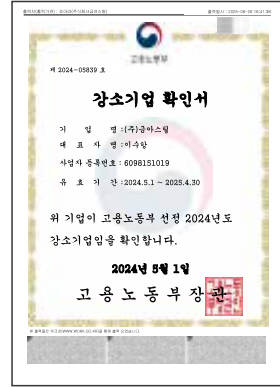 고용노동부
제 2024-05839 호
강소기업 확인서
기 업 명 :(주)금아스틸
대 표 자 명 :이수앙
사업자 등록번호 : 6098151019
유 효 기 간 :2024.5.1 ~ 2025.4.30
위 기업이 고용노동부 선정 2024년도
강소기업임을 확인합니다.
2024년 5월 1일
고 용 노 동 부 장 관